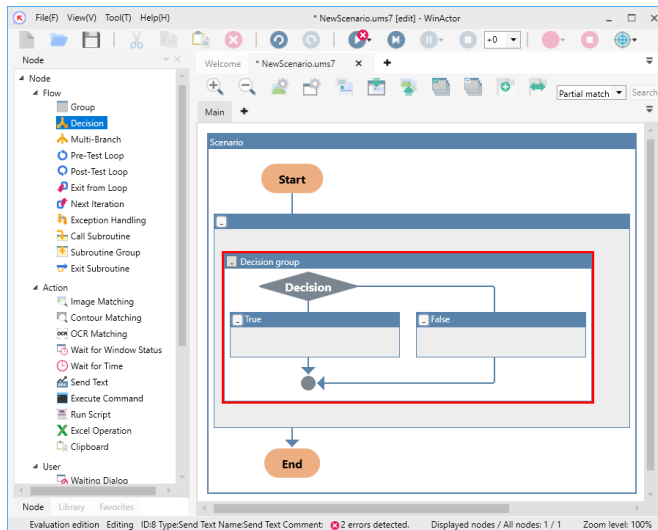 File(F) View(V) Tool(T) Help(H)
* NewScenario.ums7 [edit] - WinActor
+0
Node
Node
Flow
Group
Decision
Multi-Branch
Pre-Test Loop
Post-Test Loop
Exit from Loop
Next Iteration
Exception Handling
Call Subroutine
Subroutine Group
Exit Subroutine
Action
Image Matching
Contour Matching
OCR OCR Matching
Wait for Window Status
Wait for Time
Send Text
Execute Command
Run Script
Excel Operation
Clipboard
User
Waiting Dialog
Node Library Favorites
Welcome * NewScenario.ums7
Partial match Search
Main
Scenario
Start
Decision group
Decision
True False
End
Evaluation edition Editing ID:8 Type:Send Text Name:Send Text Comment: 2 errors detected. Displayed nodes / All nodes: 1 / 1 Zoom level: 100%